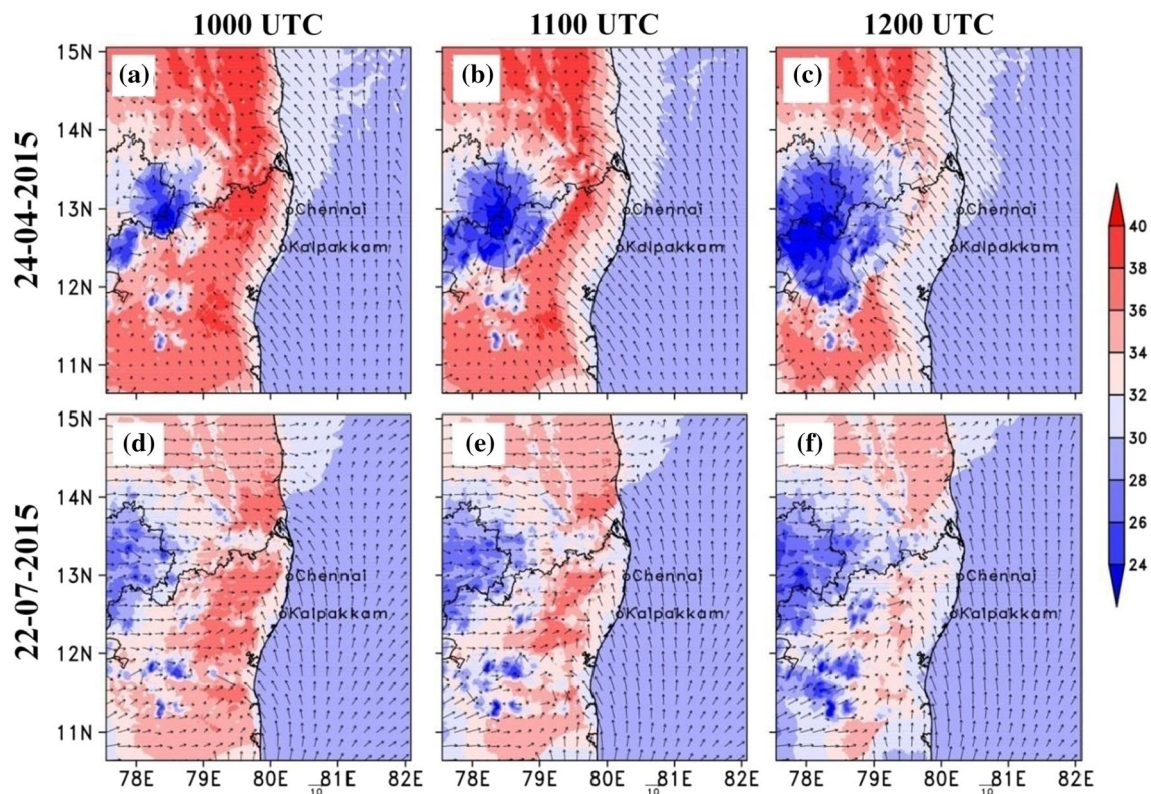 1000 UTC 1100 UTC 1200 UTC
24-04-2015
15N (a) (b) (c)
14N
13N Chennai Chennai Chennai
Kalpakkam Kalpakkam Kalpakkam
12N
11N
22-07-2015
15N (d) (e) (f)
14N
13N Chennai Chennai Chennai
Kalpakkam Kalpakkam Kalpakkam
12N
11N
78E 79E 80E 81E 82E 78E 79E 80E 81E 82E 78E 79E 80E 81E 82E
10 10 10
40
38
36
34
32
30
28
26
24